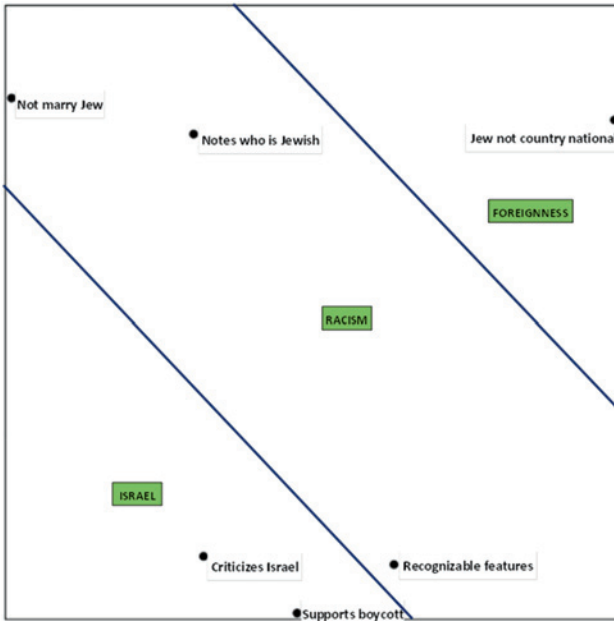 Not marry Jew
Notes who is Jewish
Jew not country national
FOREIGNNESS
RACISM
ISRAEL
Criticizes Israel
Recognizable features
Supports boycott